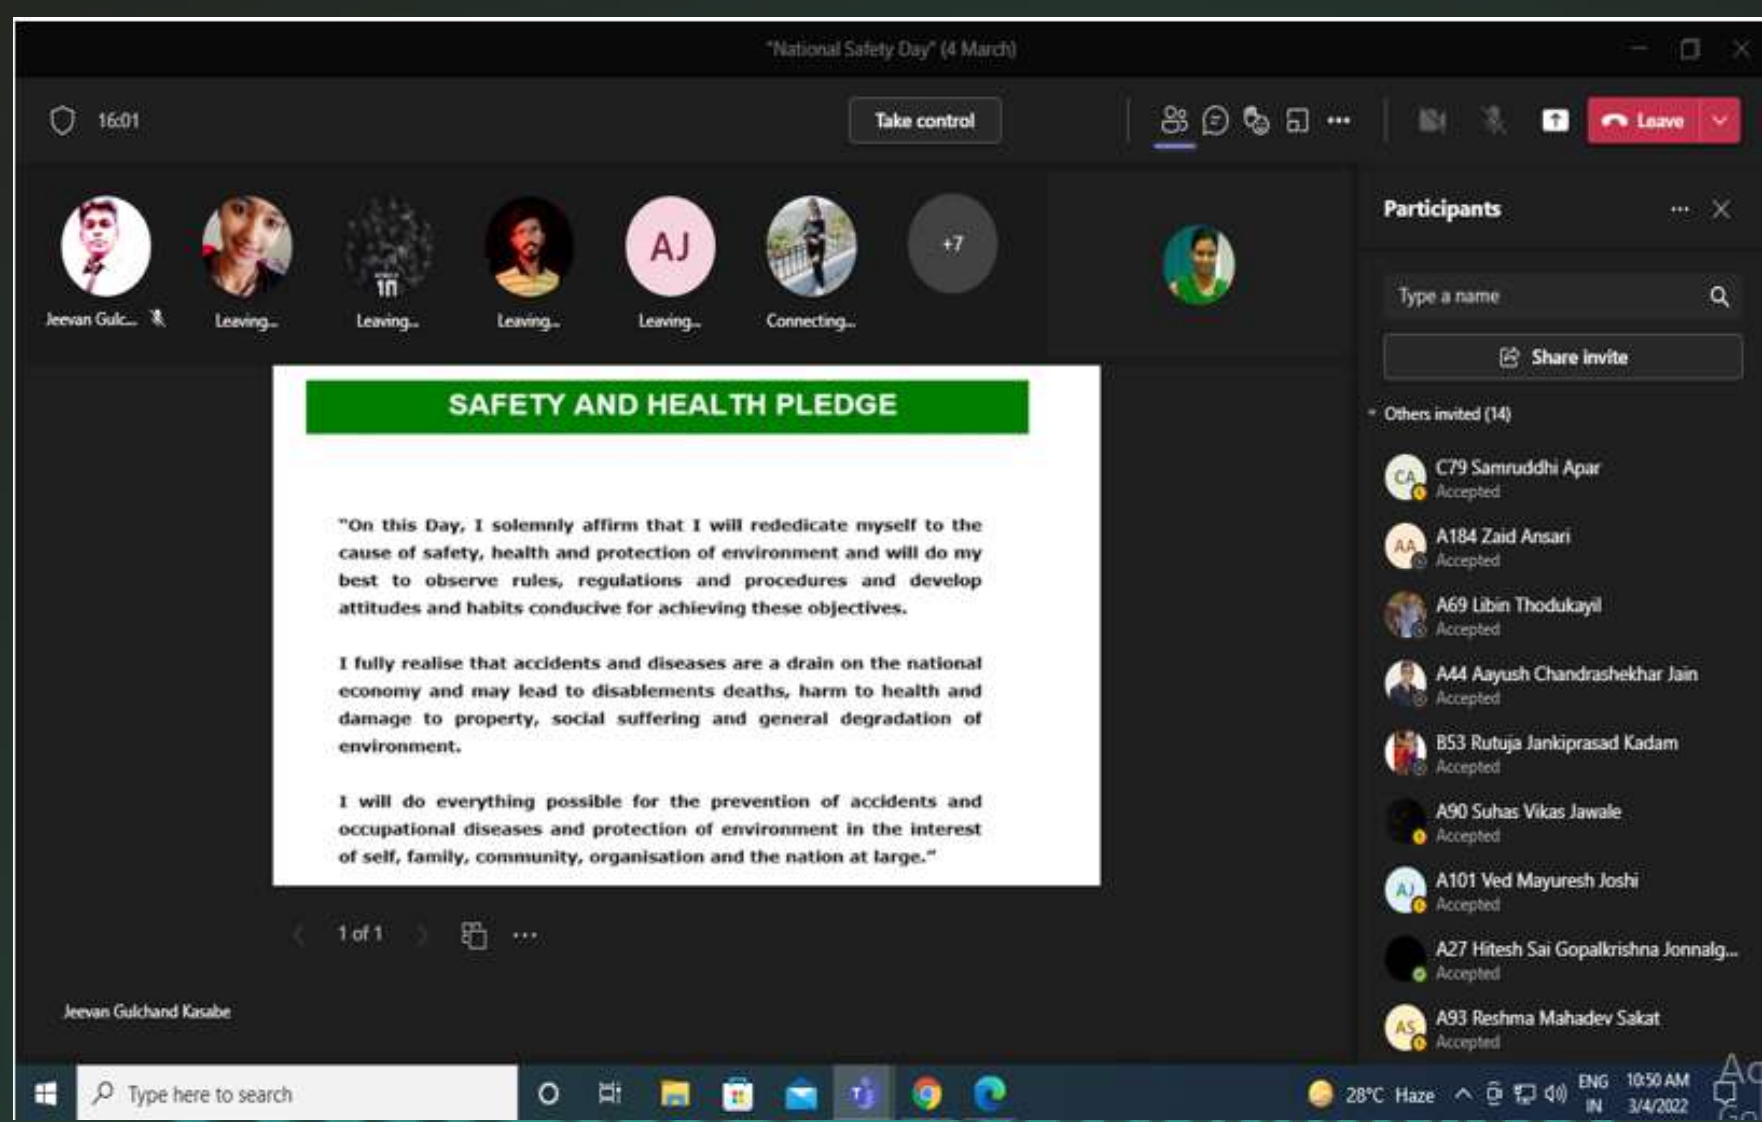 "National Safety Day" (4 March)
16:01
Take control
Leave
Jeevan Gulc...
Leaving...
Leaving...
Leaving...
AJ
Leaving...
Connecting...
+7
SAFETY AND HEALTH PLEDGE
"On this Day, I solemnly affirm that I will rededicate myself to the
cause of safety, health and protection of environment and will do my
best to observe rules, regulations and procedures and develop
attitudes and habits conducive for achieving these objectives.
I fully realise that accidents and diseases are a drain on the national
economy and may lead to disablements deaths, harm to health and
damage to property, social suffering and general degradation of
environment.
I will do everything possible for the prevention of accidents and
occupational diseases and protection of environment in the interest
of self, family, community, organisation and the nation at large."
1 of 1
Jeevan Gulchand Kasabe
Participants
Type a name
Share invite
Others invited (14)
CA
C79 Samruddhi Apar
Accepted
AA
A184 Zaid Ansari
Accepted
A69 Libin Thodukayil
Accepted
A44 Aayush Chandrashekhar Jain
Accepted
B53 Rutuja Jankiprasad Kadam
Accepted
A90 Suhas Vikas Jawale
Accepted
AJ
A101 Ved Mayuresh Joshi
Accepted
A27 Hitesh Sai Gopalkrishna Jonnalg...
Accepted
AS
A93 Reshma Mahadev Sakat
Accepted
Type here to search
28°C Haze
ENG
IN
10:50 AM
3/4/2022